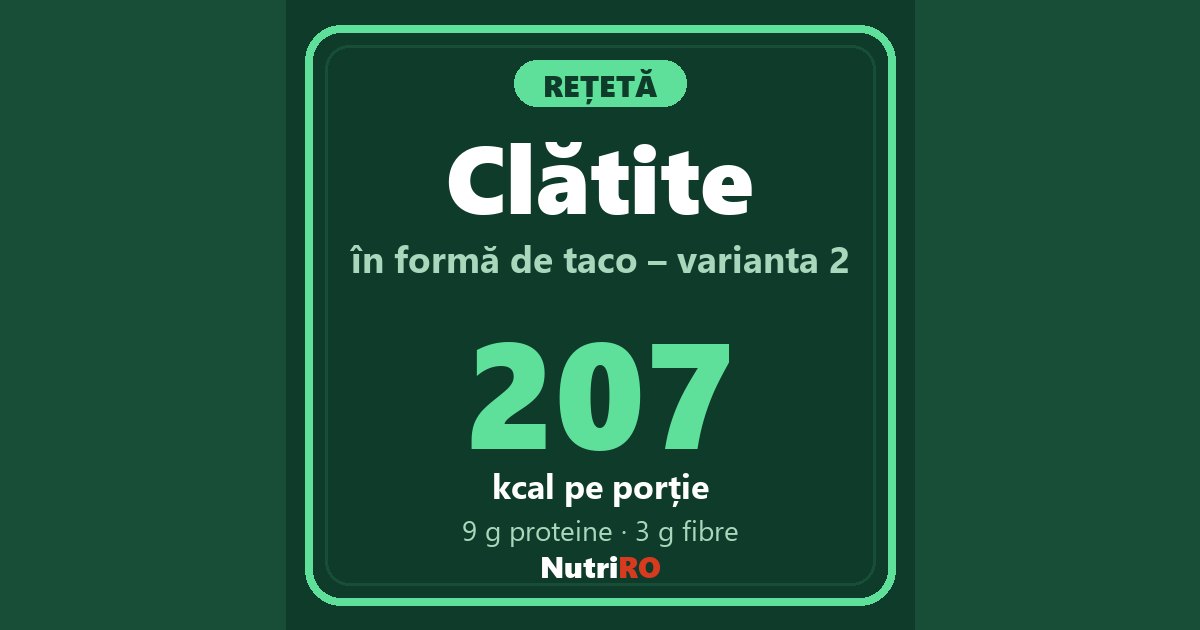 REȚETĂ
Clătite
în formă de taco – varianta 2
207
kcal pe porție
9 g proteine · 3 g fibre
NutriRO